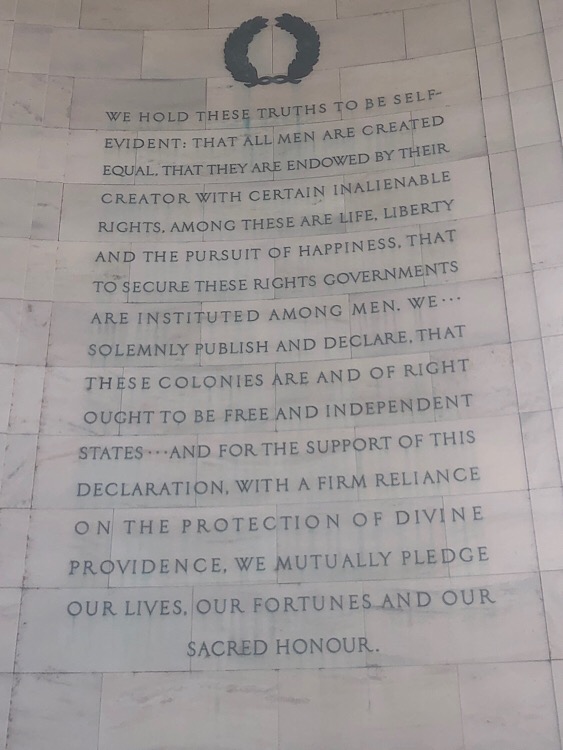 WE HOLD THESE TRUTHS TO BE SELF-
EVIDENT: THAT ALL MEN ARE CREATED
EQUAL, THAT THEY ARE ENDOWED BY THEIR
CREATOR WITH CERTAIN INALIENABLE
RIGHTS, AMONG THESE ARE LIFE, LIBERTY
AND THE PURSUIT OF HAPPINESS, THAT
TO SECURE THESE RIGHTS GOVERNMENTS
ARE INSTITUTED AMONG MEN. WE···
SOLEMNLY PUBLISH AND DECLARE, THAT
THESE COLONIES ARE AND OF RIGHT
OUGHT TO BE FREE AND INDEPENDENT
STATES···AND FOR THE SUPPORT OF THIS
DECLARATION, WITH A FIRM RELIANCE
ON THE PROTECTION OF DIVINE
PROVIDENCE, WE MUTUALLY PLEDGE
OUR LIVES, OUR FORTUNES AND OUR
SACRED HONOUR.